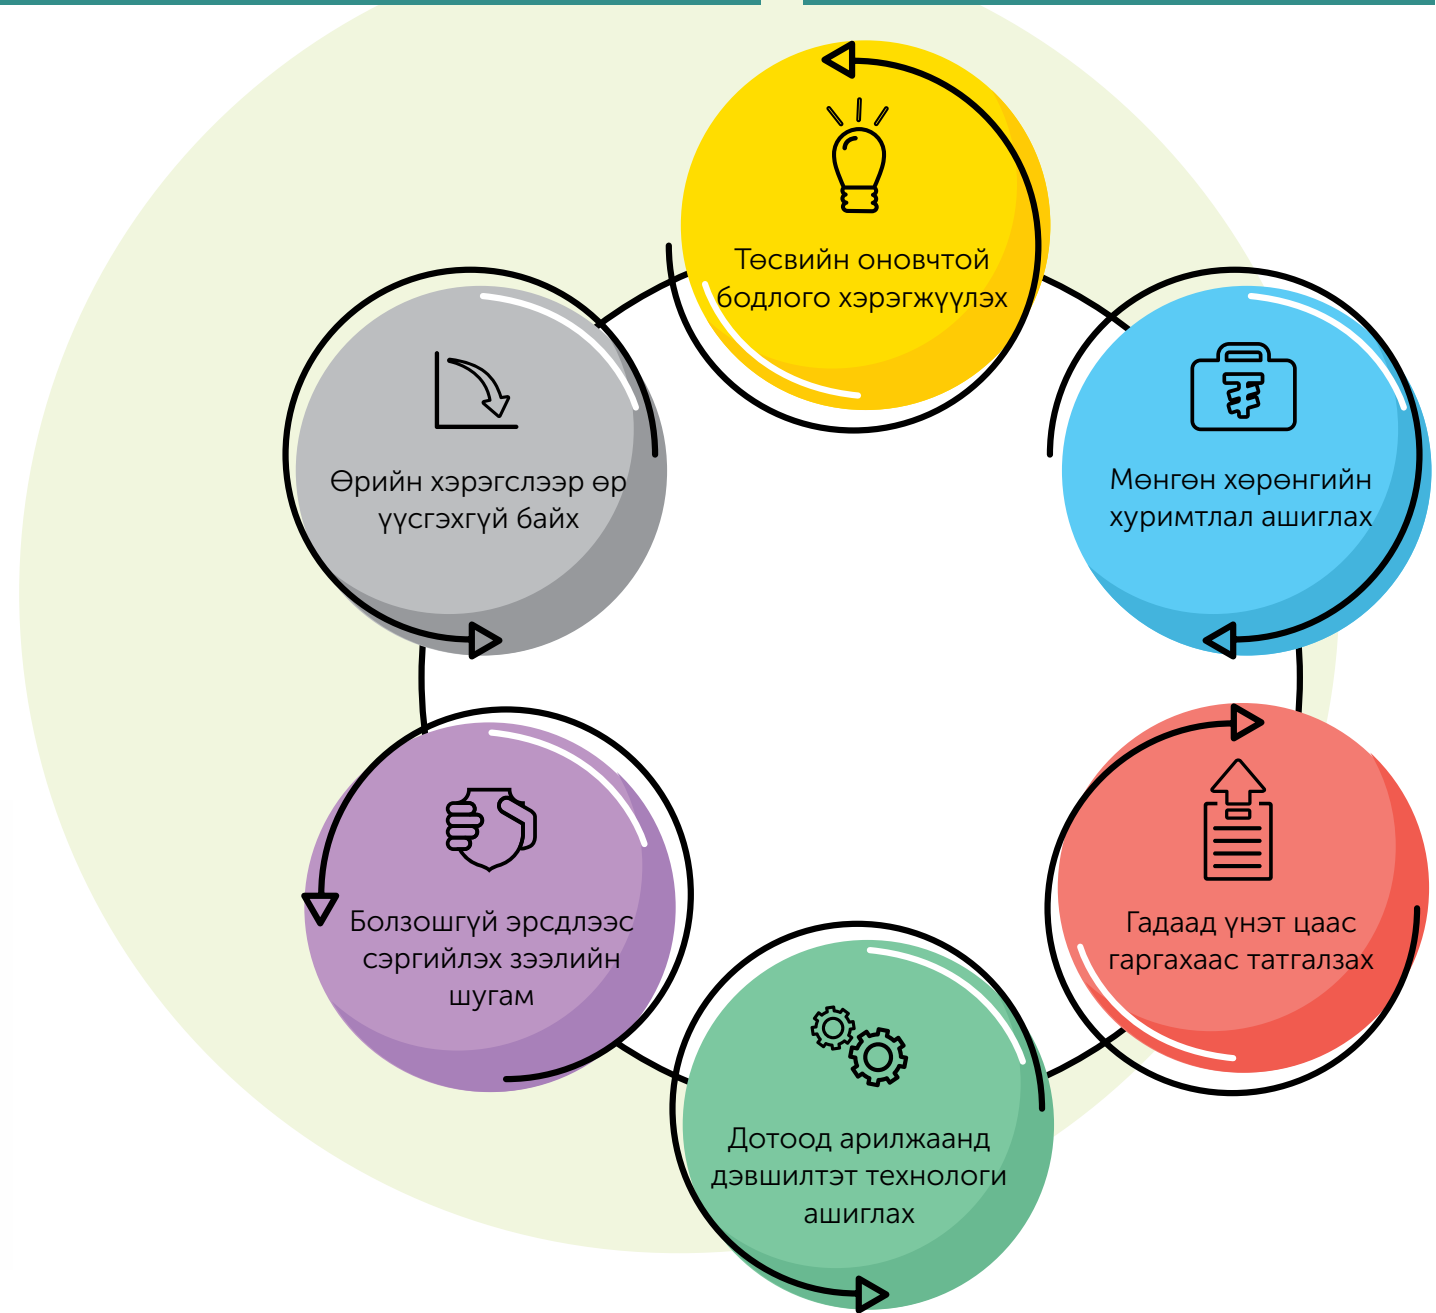 Төсвийн оновчтой
бодлого хэрэгжүүлэх
Мөнгөн хөрөнгийн
хуримтлал ашиглах
Гадаад үнэт цаас
гаргахаас татгалзах
Дотоод арилжаанд
дэвшилтэт технологи
ашиглах
Болзошгүй эрсдлээс
сэргийлэх зээлийн
шугам
Өрийн хэрэгслээр өр
үүсгэхгүй байх